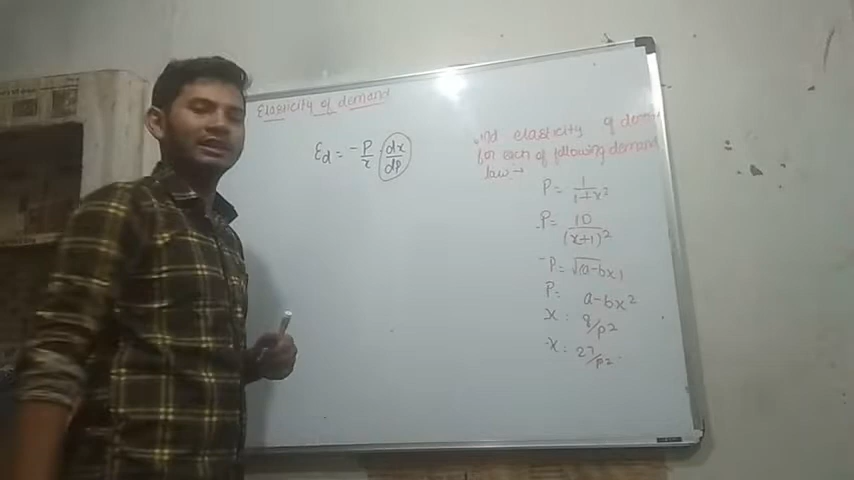 Elasticity of demand
Ed = -P/x · dx/dp
find elasticity of demand
for each of following demand
law →
P = 1/1+x²
P = 10/(x+1)²
P = √(a-bx)
P = a-bx²
x : 8/p²
x : 27/p²